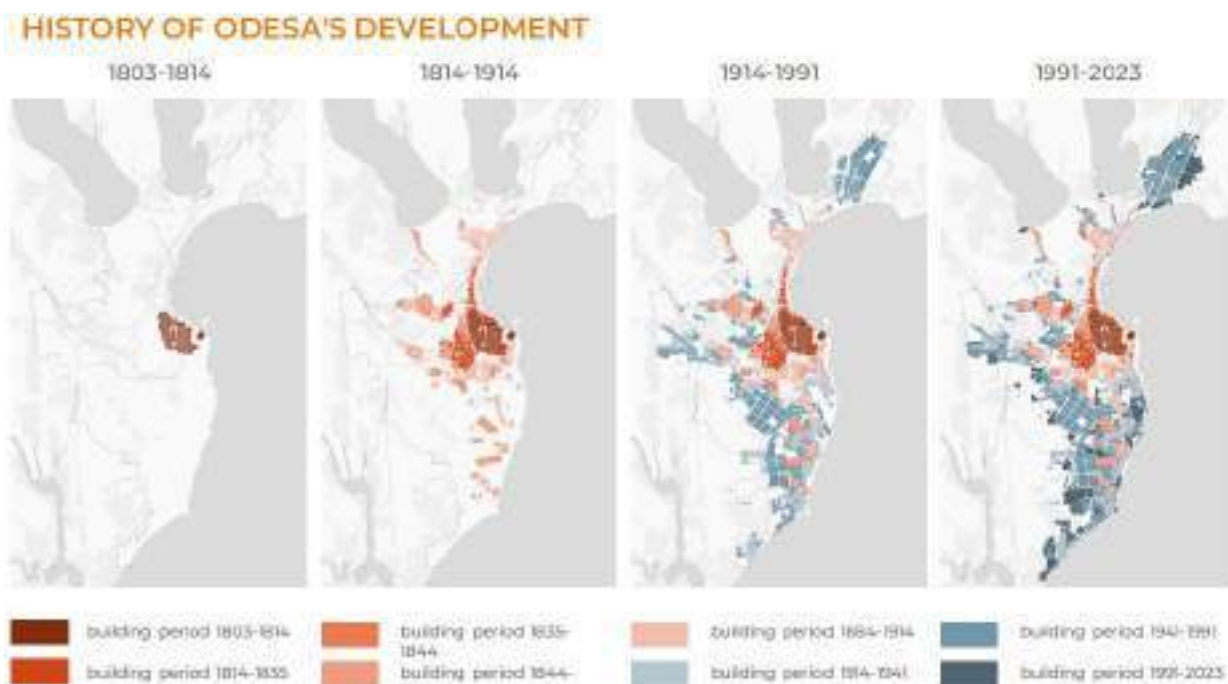 HISTORY OF ODESA'S DEVELOPMENT
1803-1814
1814-1914
1914-1991
1991-2023
building period 1803-1814
building period 1835-
1844
building period 1884-1914
building period 1941-1991
building period 1814-1835
building period 1844-
building period 1914-1941
building period 1991-2023